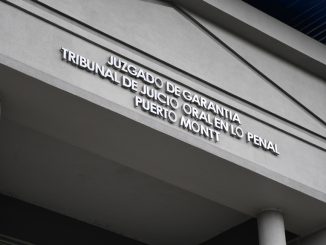 JUZGADO DE GARANTIA
TRIBUNAL DE JUICIO ORAL EN LO PENAL
PUERTO MONTT